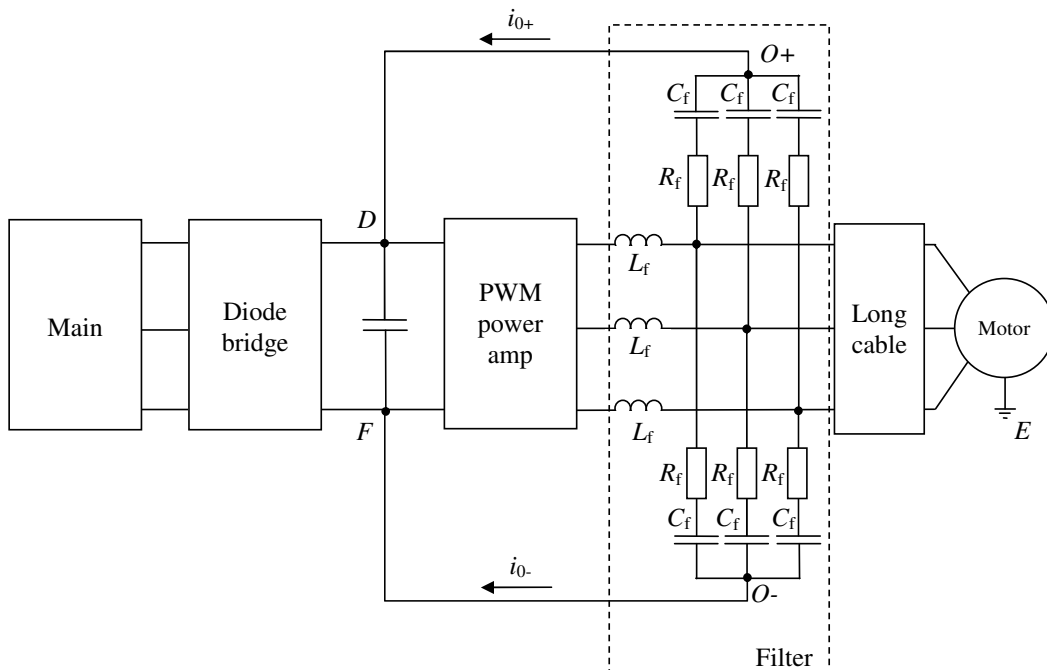 i0+
O+
Cf Cf Cf
Rf Rf Rf
D
Lf
Main
Diode
bridge
PWM
power
amp
Lf
Long
cable
Motor
F
Lf
E
Rf Rf Rf
Cf Cf Cf
i0-
O-
Filter